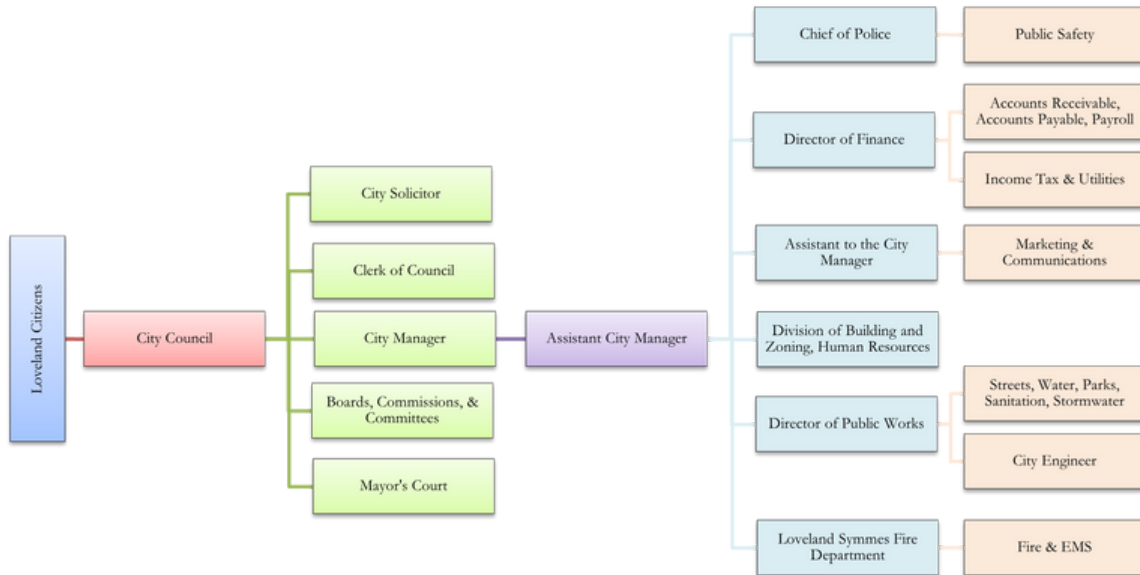 Loveland Citizens
City Council
City Solicitor
Clerk of Council
City Manager
Boards, Commissions, &
Committees
Mayor's Court
Assistant City Manager
Chief of Police
Public Safety
Director of Finance
Accounts Receivable,
Accounts Payable, Payroll
Income Tax & Utilities
Assistant to the City
Manager
Marketing &
Communications
Division of Building and
Zoning, Human Resources
Director of Public Works
Streets, Water, Parks,
Sanitation, Stormwater
City Engineer
Loveland Symmes Fire
Department
Fire & EMS